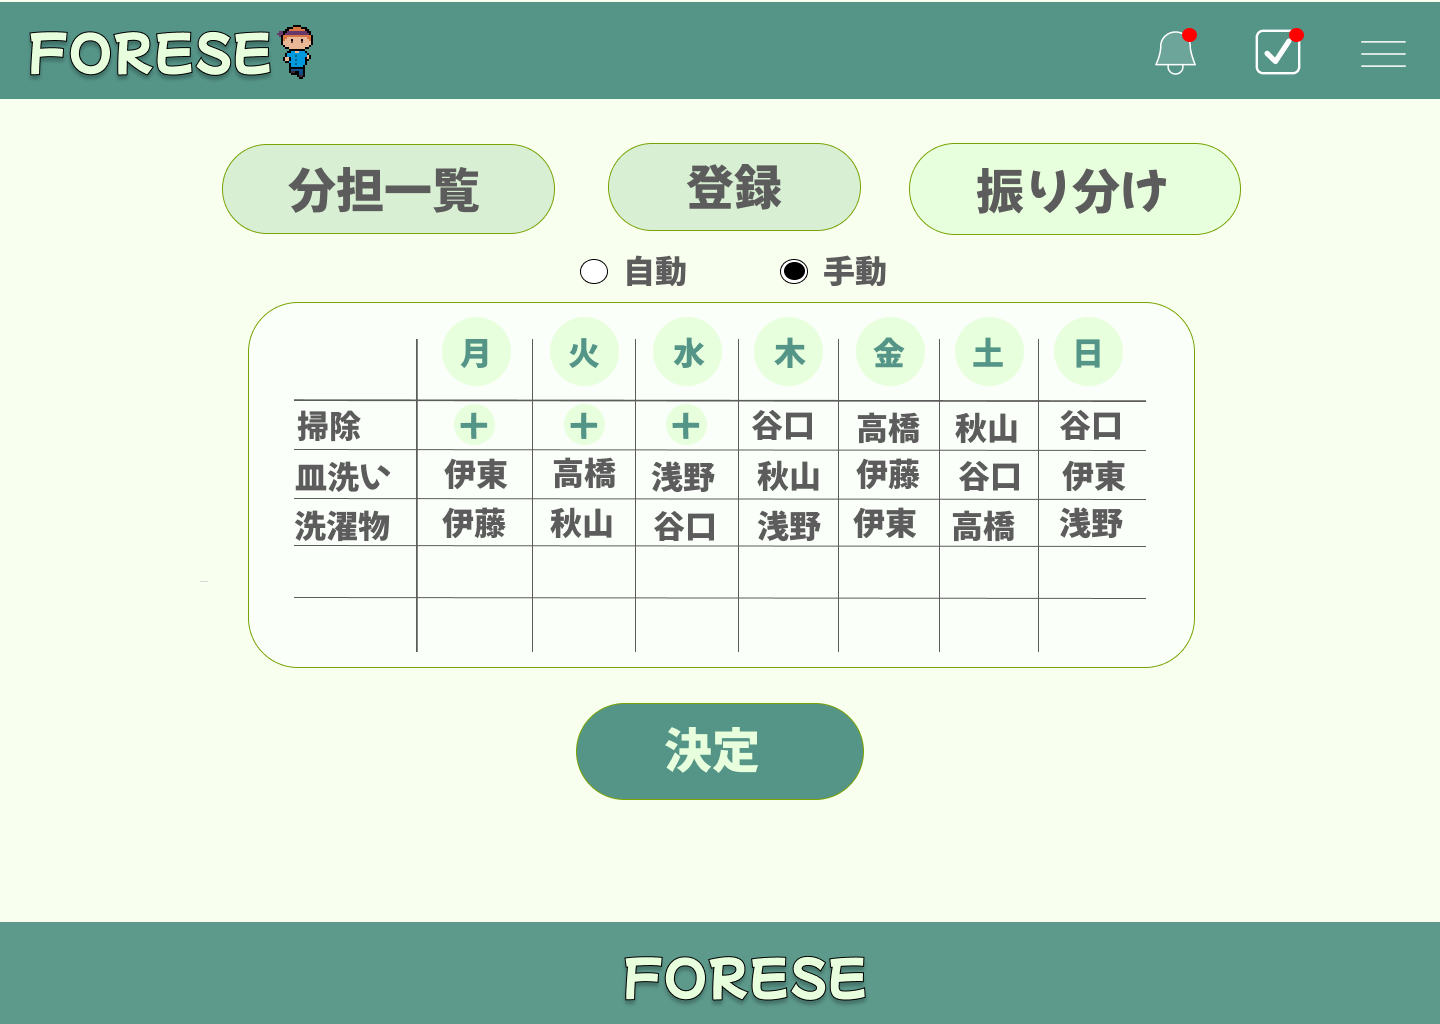 FORESE
分担一覧 登録 振り分け
自動 手動
月 火 水 木 金 土 日
掃除 + + + 谷口 高橋 秋山 谷口
皿洗い 伊東 高橋 浅野 秋山 伊藤 谷口 伊東
洗濯物 伊藤 秋山 谷口 浅野 伊東 高橋 浅野
決定
FORESE